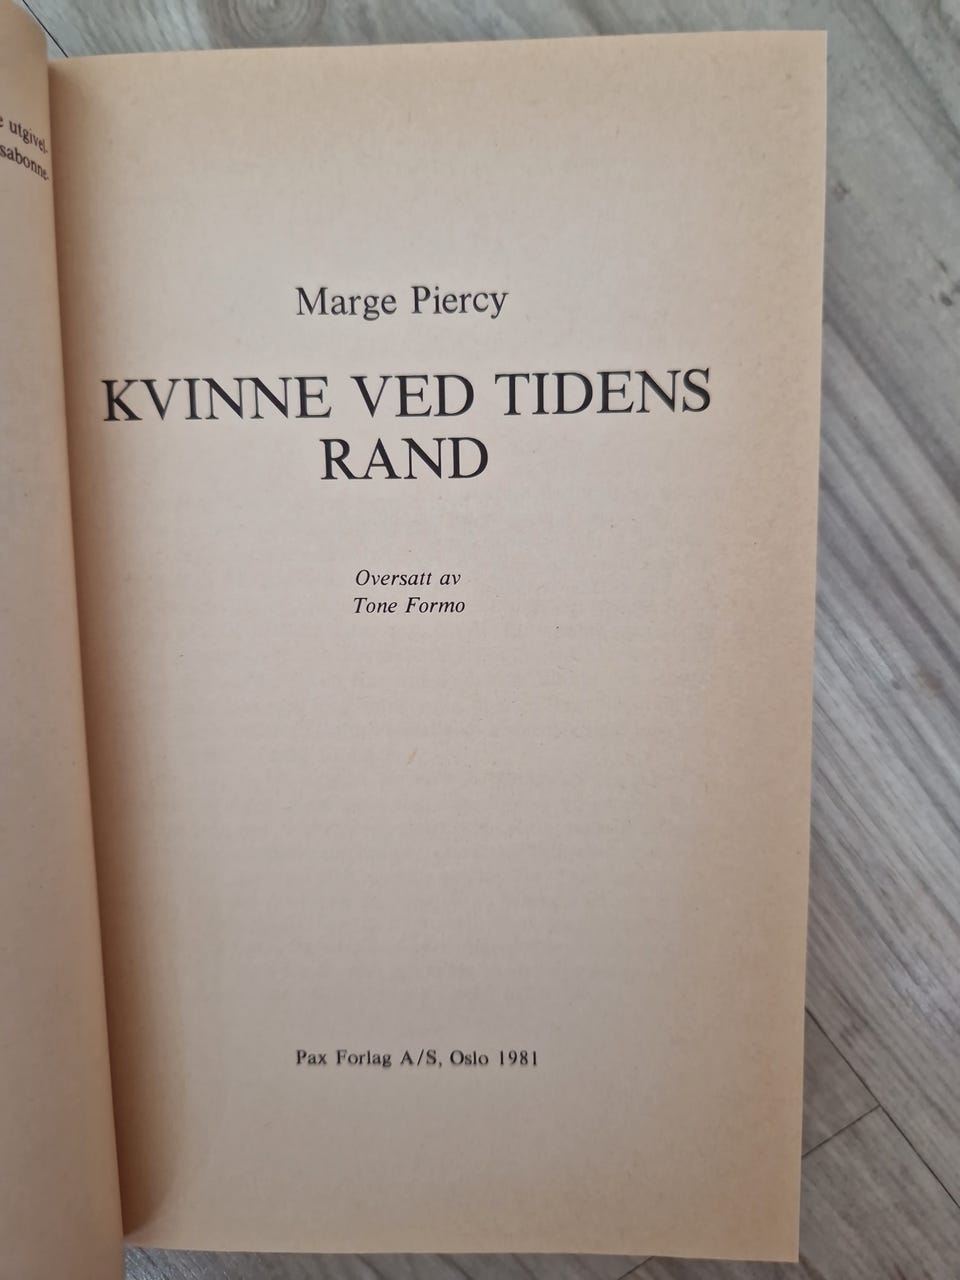 Marge Piercy
KVINNE VED TIDENS
RAND
Oversatt av
Tone Formo
Pax Forlag A/S, Oslo 1981